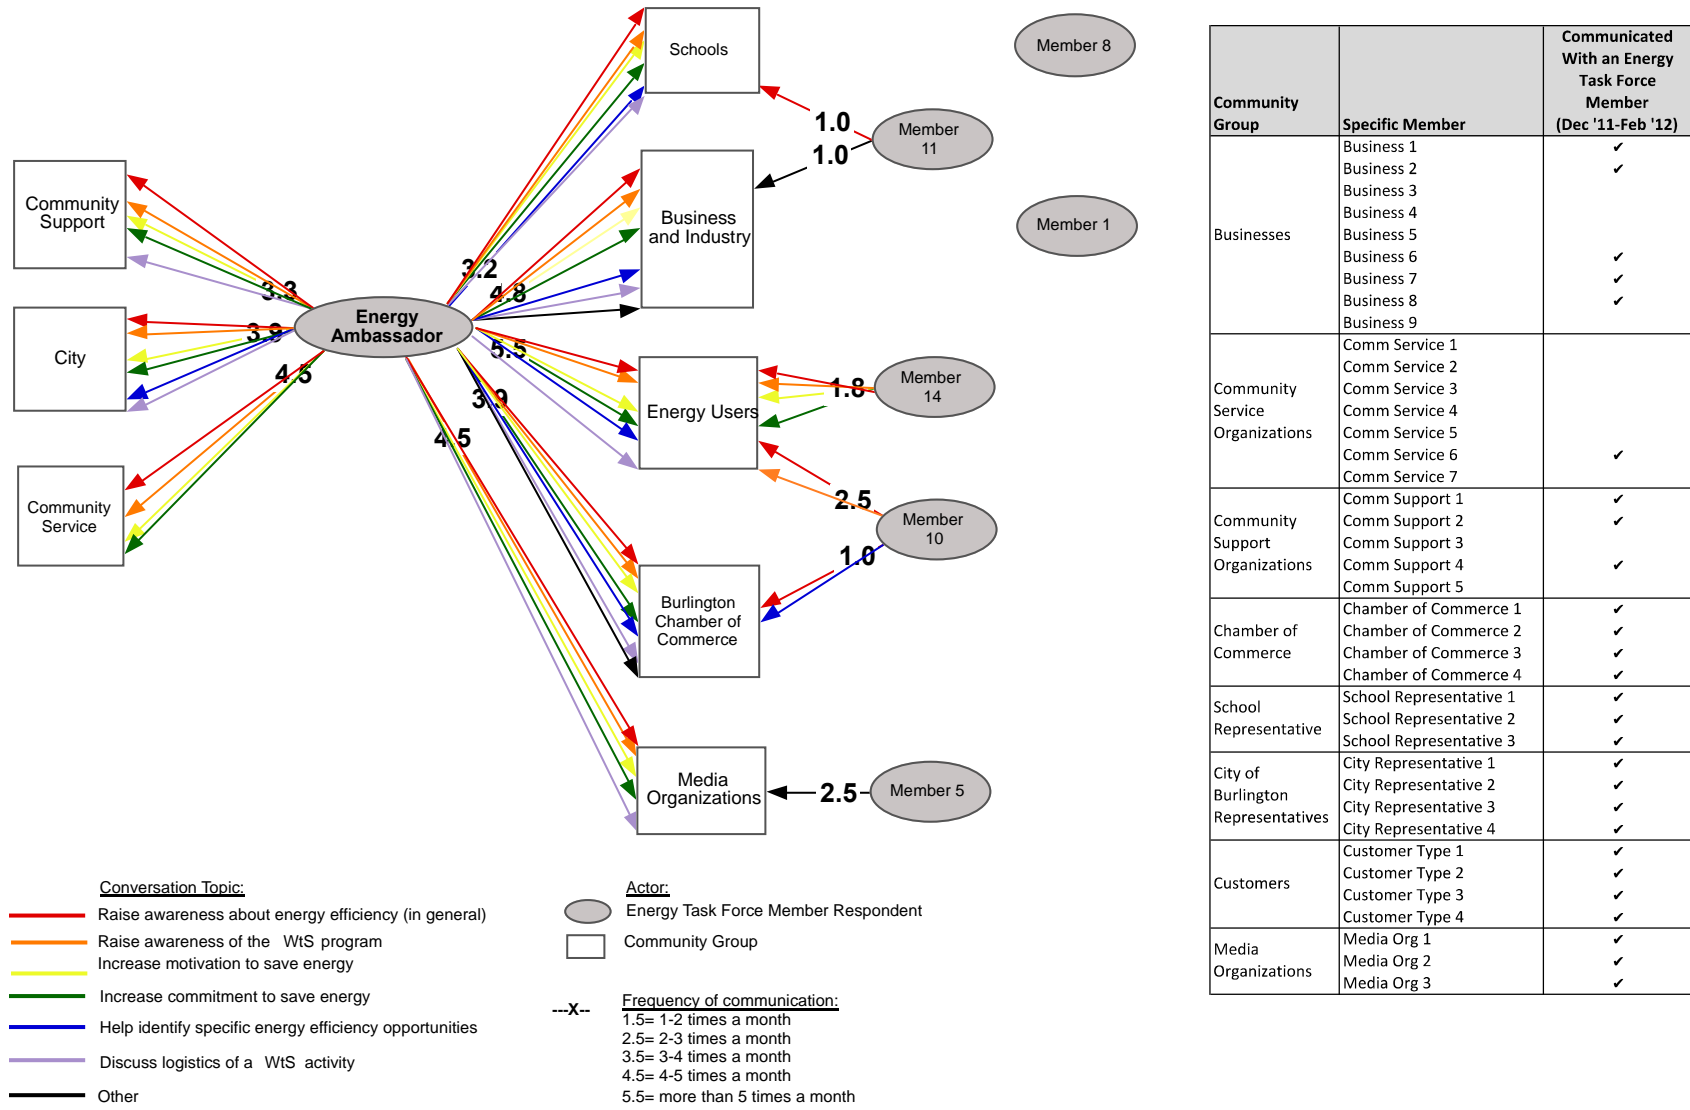 Schools
Member 8
1.0
Member
11
1.0
Community
Support
Business
and Industry
Member 1
3.2
4.8
3.3
Energy
Ambassador
City
3.9
4.5
5.5
Energy Users
1.8
Member
14
3.9
4.5
Community
Service
2.5
Member
10
1.0
Burlington
Chamber of
Commerce
Media
Organizations
2.5
Member 5
Conversation Topic:
Raise awareness about energy efficiency (in general)
Raise awareness of the WtS program
Increase motivation to save energy
Increase commitment to save energy
Help identify specific energy efficiency opportunities
Discuss logistics of a WtS activity
Other
Actor:
Energy Task Force Member Respondent
Community Group
---X--
Frequency of communication:
1.5= 1-2 times a month
2.5= 2-3 times a month
3.5= 3-4 times a month
4.5= 4-5 times a month
5.5= more than 5 times a month
Community
Group
Specific Member
Communicated
With an Energy
Task Force
Member
(Dec '11-Feb '12)
Businesses
Business 1 ✔
Business 2 ✔
Business 3
Business 4
Business 5
Business 6 ✔
Business 7 ✔
Business 8 ✔
Business 9
Community
Service
Organizations
Comm Service 1
Comm Service 2
Comm Service 3
Comm Service 4
Comm Service 5
Comm Service 6 ✔
Comm Service 7
Community
Support
Organizations
Comm Support 1 ✔
Comm Support 2 ✔
Comm Support 3
Comm Support 4 ✔
Comm Support 5
Chamber of
Commerce
Chamber of Commerce 1 ✔
Chamber of Commerce 2 ✔
Chamber of Commerce 3 ✔
Chamber of Commerce 4 ✔
School
Representative
School Representative 1 ✔
School Representative 2 ✔
School Representative 3 ✔
City of
Burlington
Representatives
City Representative 1 ✔
City Representative 2 ✔
City Representative 3 ✔
City Representative 4 ✔
Customers
Customer Type 1 ✔
Customer Type 2 ✔
Customer Type 3 ✔
Customer Type 4 ✔
Media
Organizations
Media Org 1 ✔
Media Org 2 ✔
Media Org 3 ✔